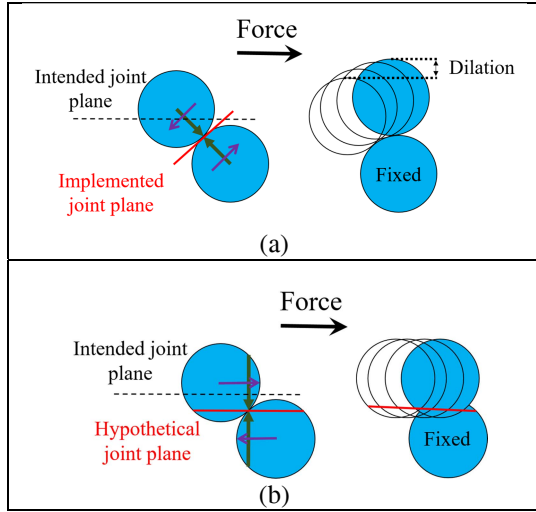 Force
Intended joint
plane
Dilation
Implemented
joint plane
Fixed
(a)
Force
Intended joint
plane
Hypothetical
joint plane
Fixed
(b)